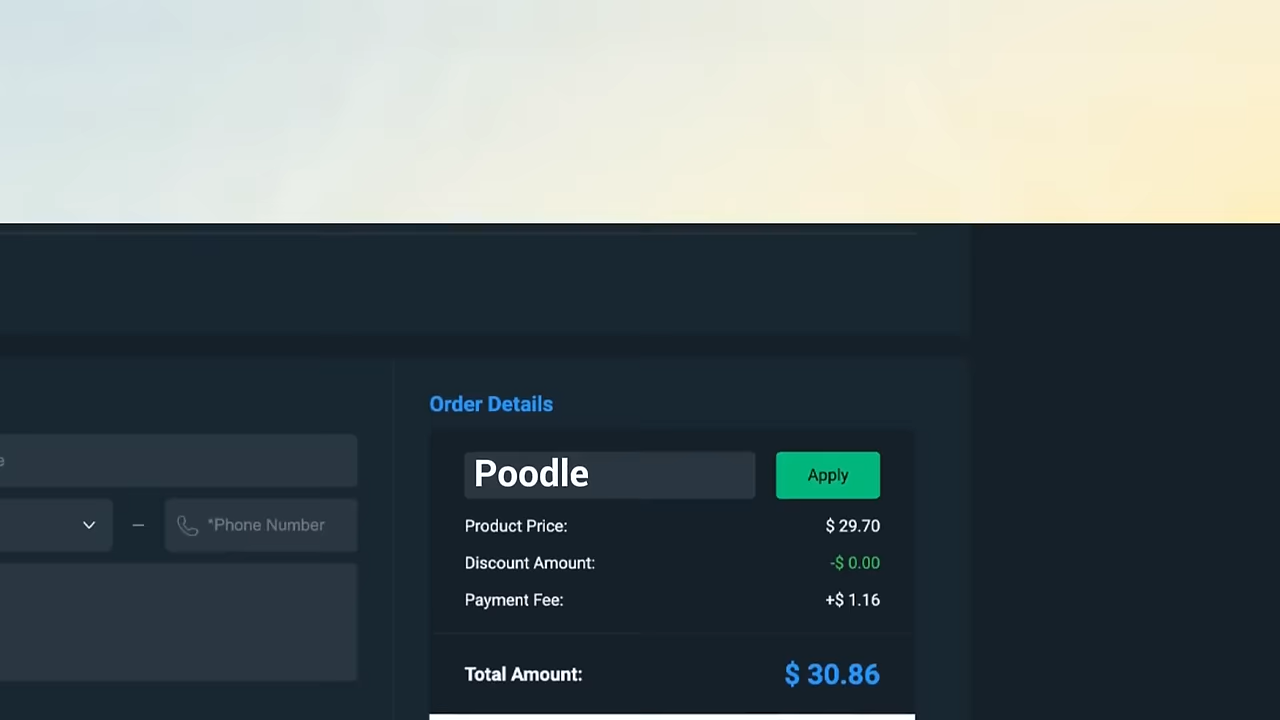 Order Details
Poodle
Apply
*Phone Number
Product Price:
$ 29.70
Discount Amount:
-$ 0.00
Payment Fee:
+$ 1.16
Total Amount:
$ 30.86